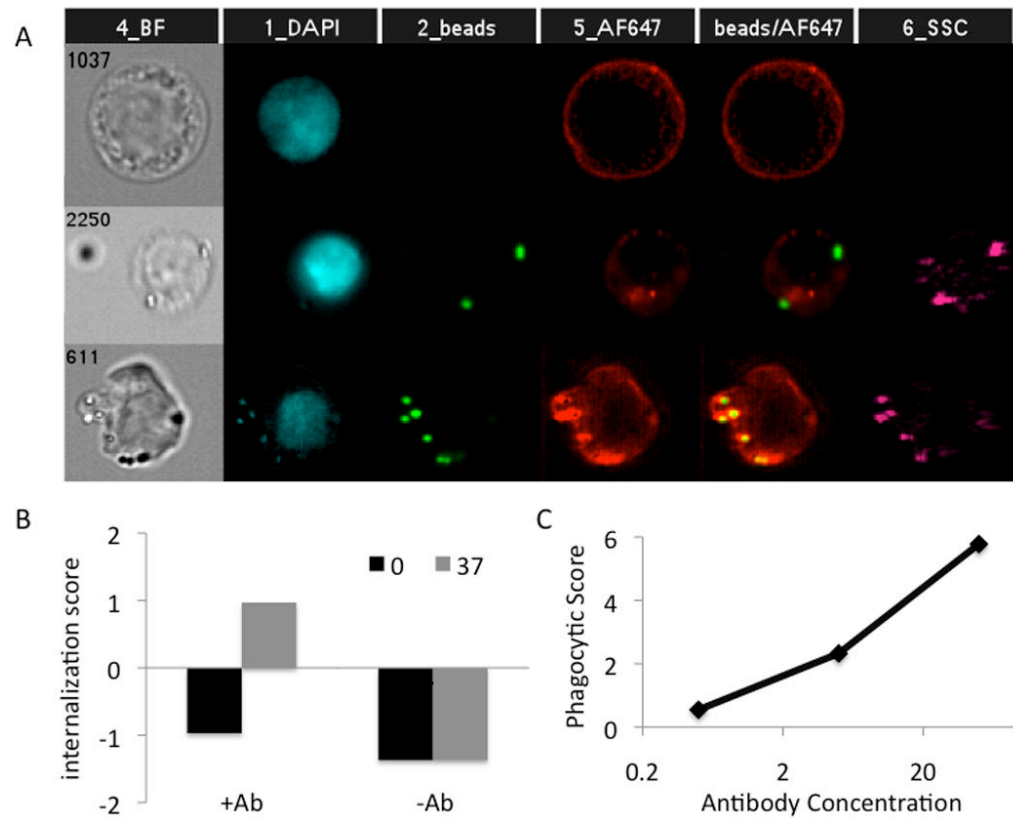 A
4_BF 1_DAPI 2_beads 5_AF647 beads/AF647 6_SSC
1037
2250
611
B
internalization score
2
1
0
-1
-2
0 37
+Ab -Ab
C
Phagocytic Score
6
4
2
0
0.2 2 20
Antibody Concentration